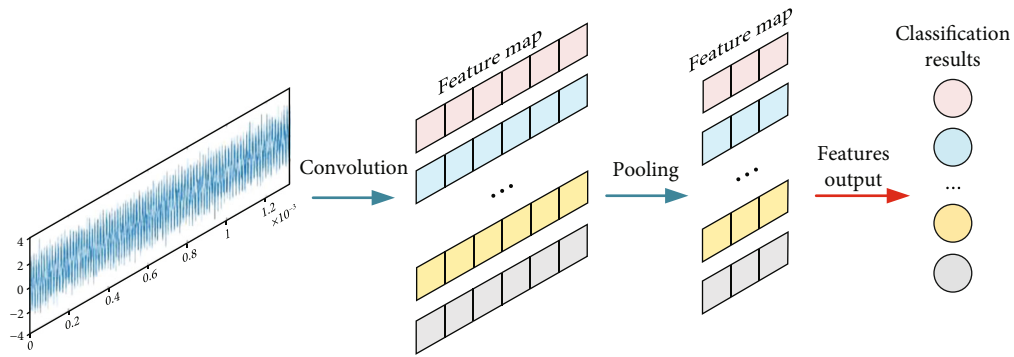 4
2
0
−2
−4
0
0.2
0.4
0.6
0.8
1
1.2
×10⁻³
Convolution
Feature map
...
Pooling
Feature map
...
Features
output
Classification
results
...